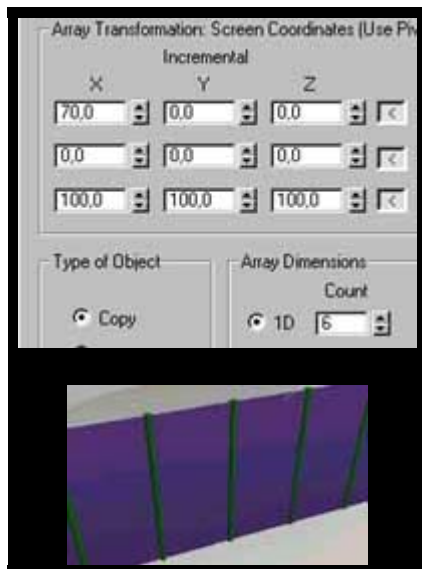 Array Transformation: Screen Coordinates (Use Piv
Incremental
X Y Z
70,0 0,0 0,0 <
0,0 0,0 0,0 <
100,0 100,0 100,0 <
Type of Object Array Dimensions
Count
Copy 1D 6